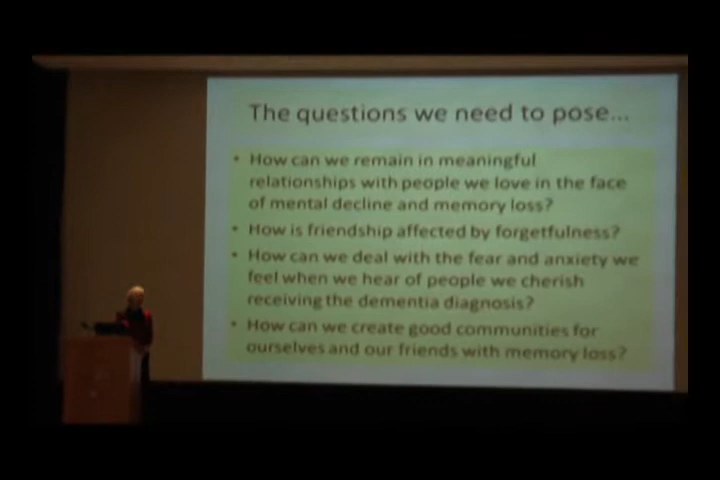 The questions we need to pose...
• How can we remain in meaningful
relationships with people we love in the face
of mental decline and memory loss?
• How is friendship affected by forgetfulness?
• How can we deal with the fear and anxiety we
feel when we hear of people we cherish
receiving the dementia diagnosis?
• How can we create good communities for
ourselves and our friends with memory loss?